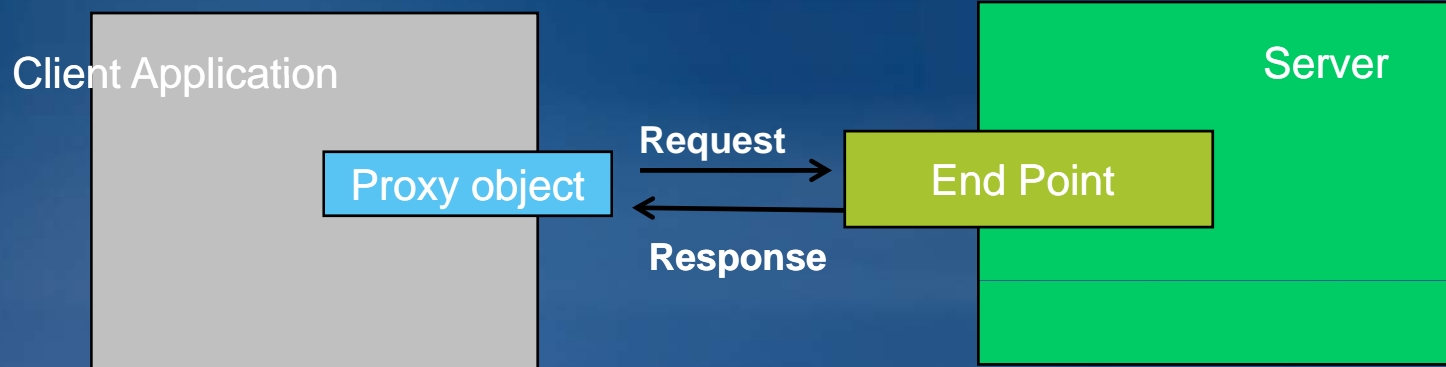 Client Application
Server
Request
Proxy object
End Point
Response